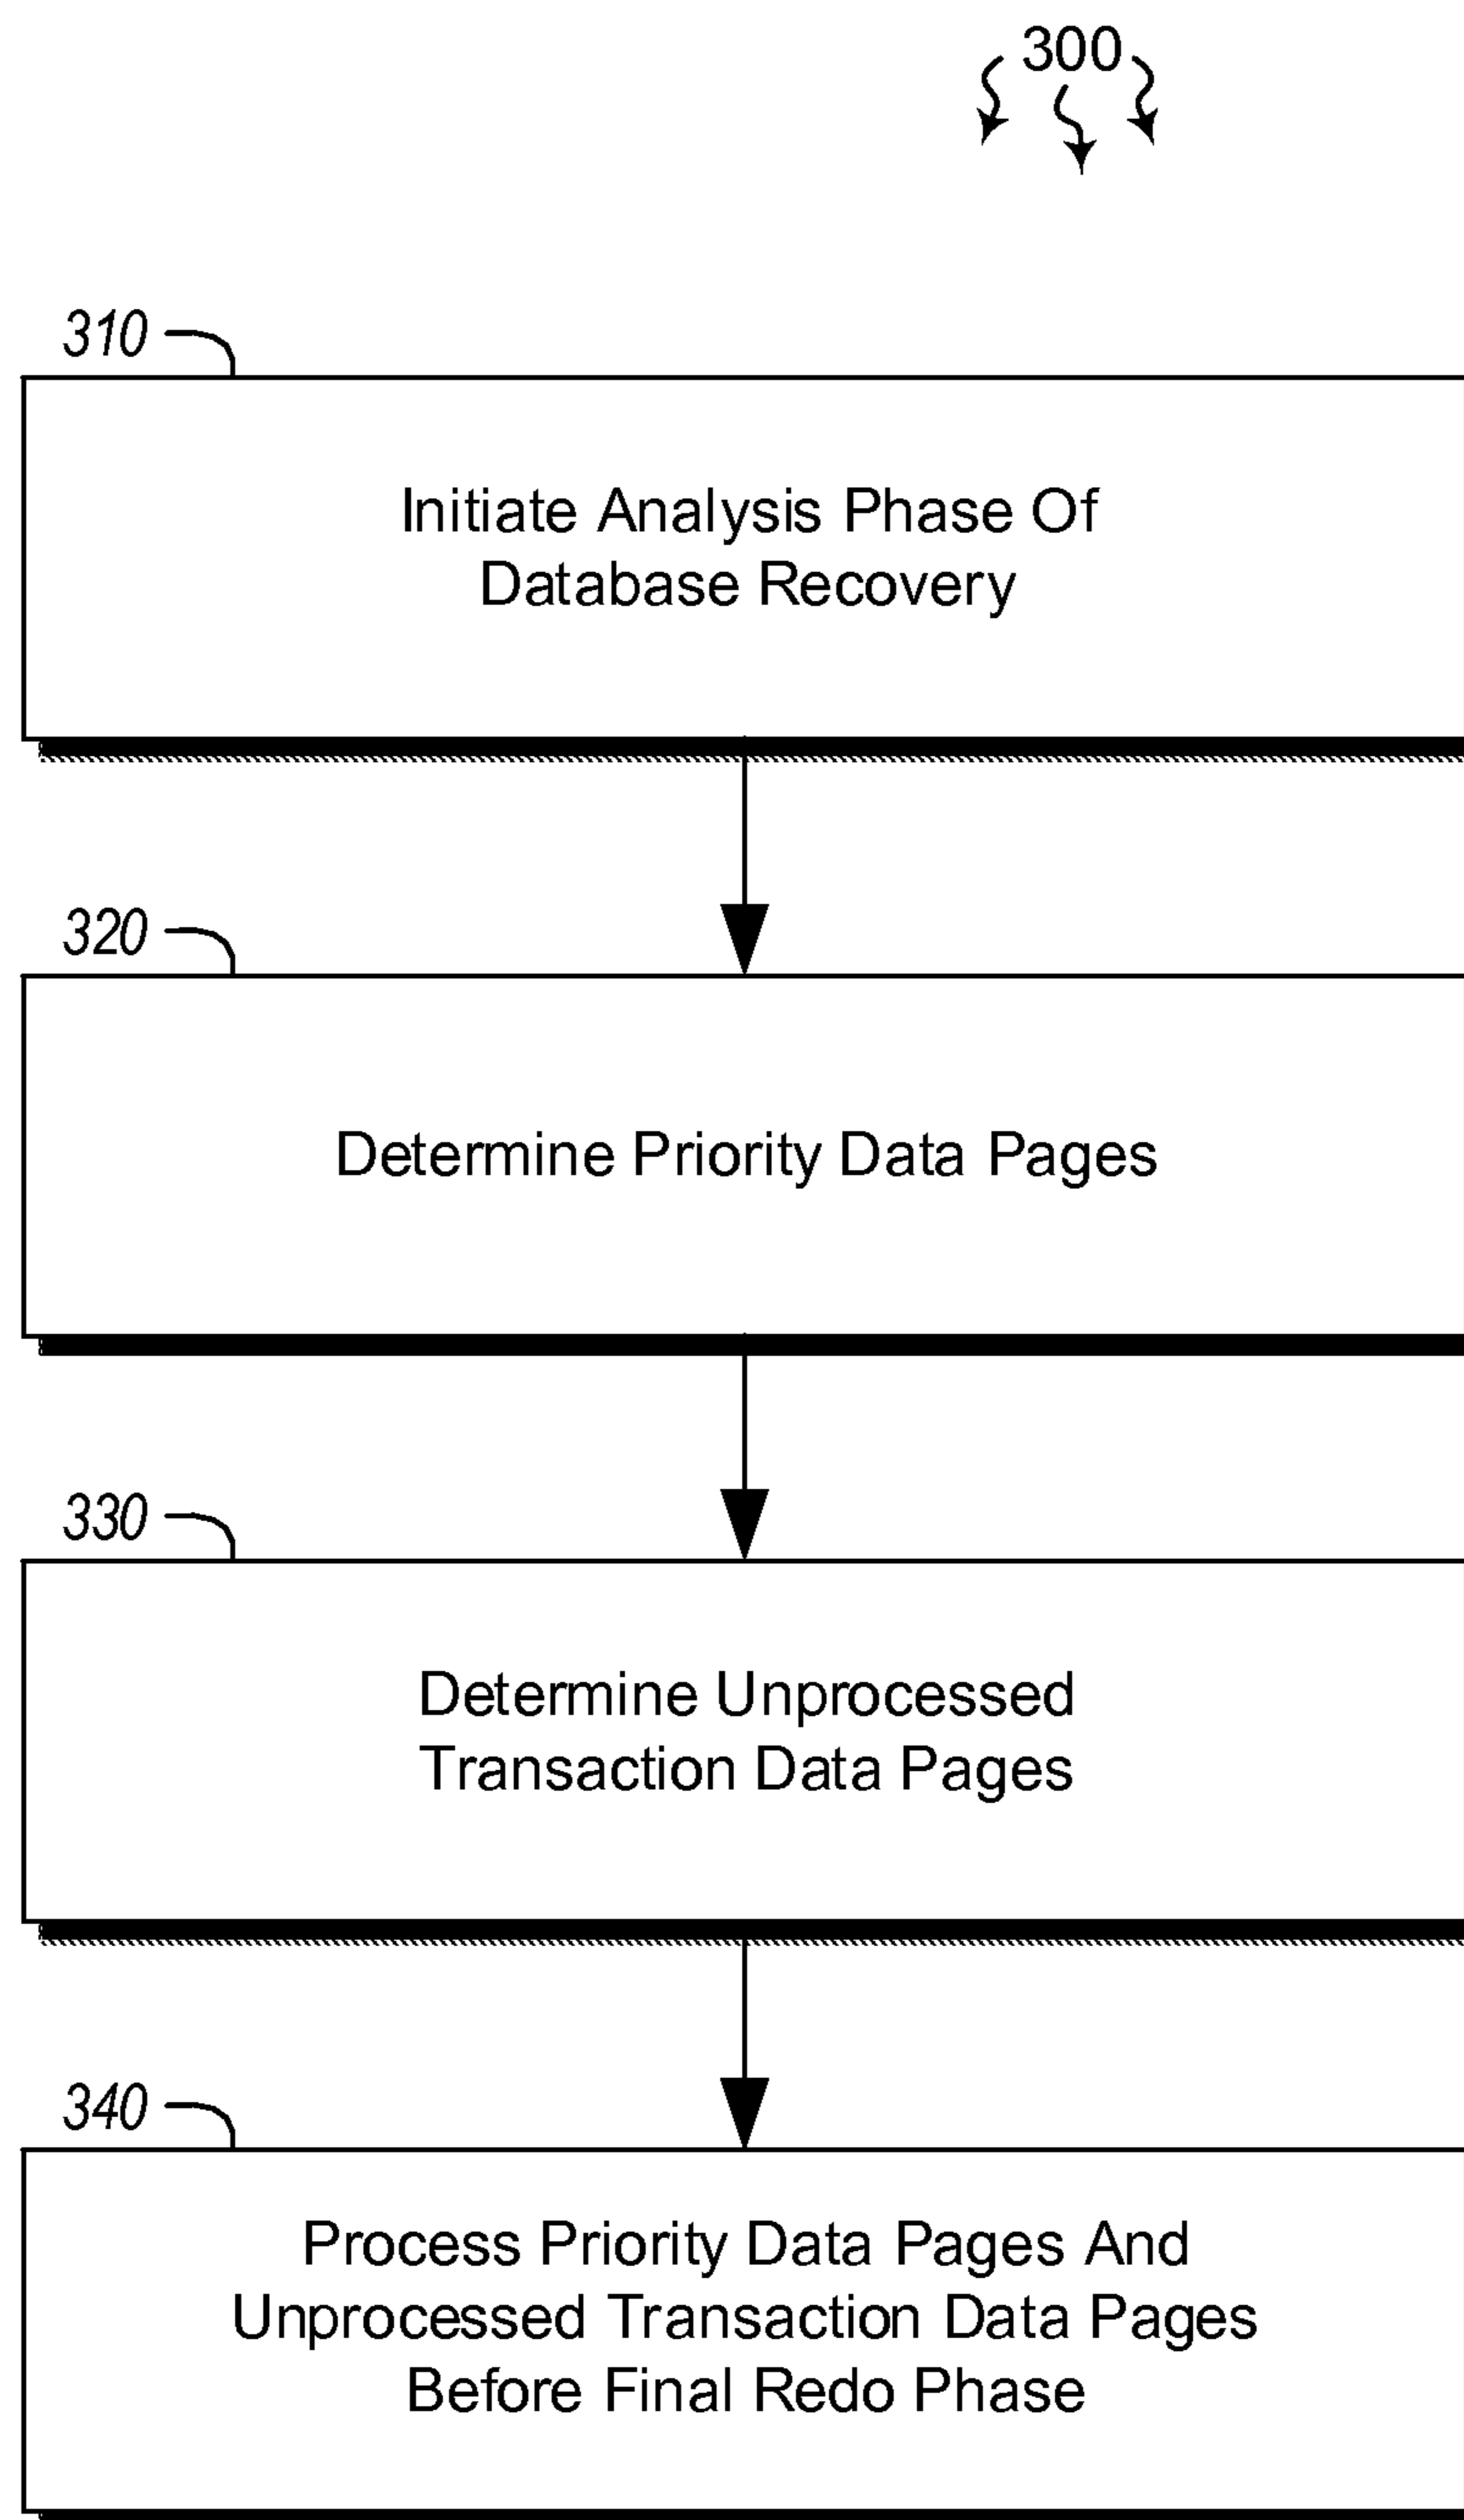 300
310
Initiate Analysis Phase Of
Database Recovery
320
Determine Priority Data Pages
330
Determine Unprocessed
Transaction Data Pages
340
Process Priority Data Pages And
Unprocessed Transaction Data Pages
Before Final Redo Phase